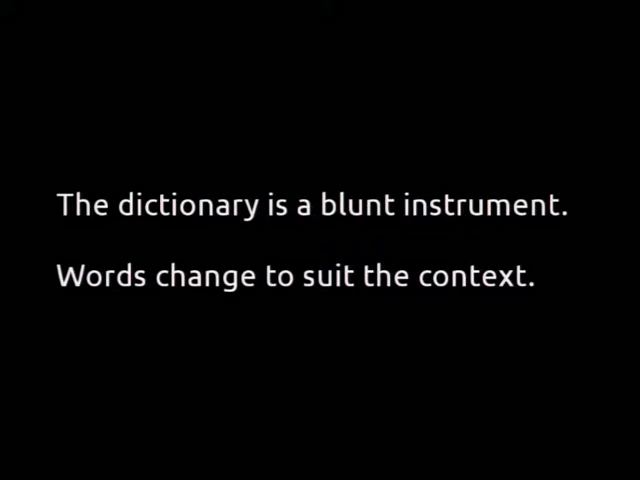 The dictionary is a blunt instrument.
Words change to suit the context.